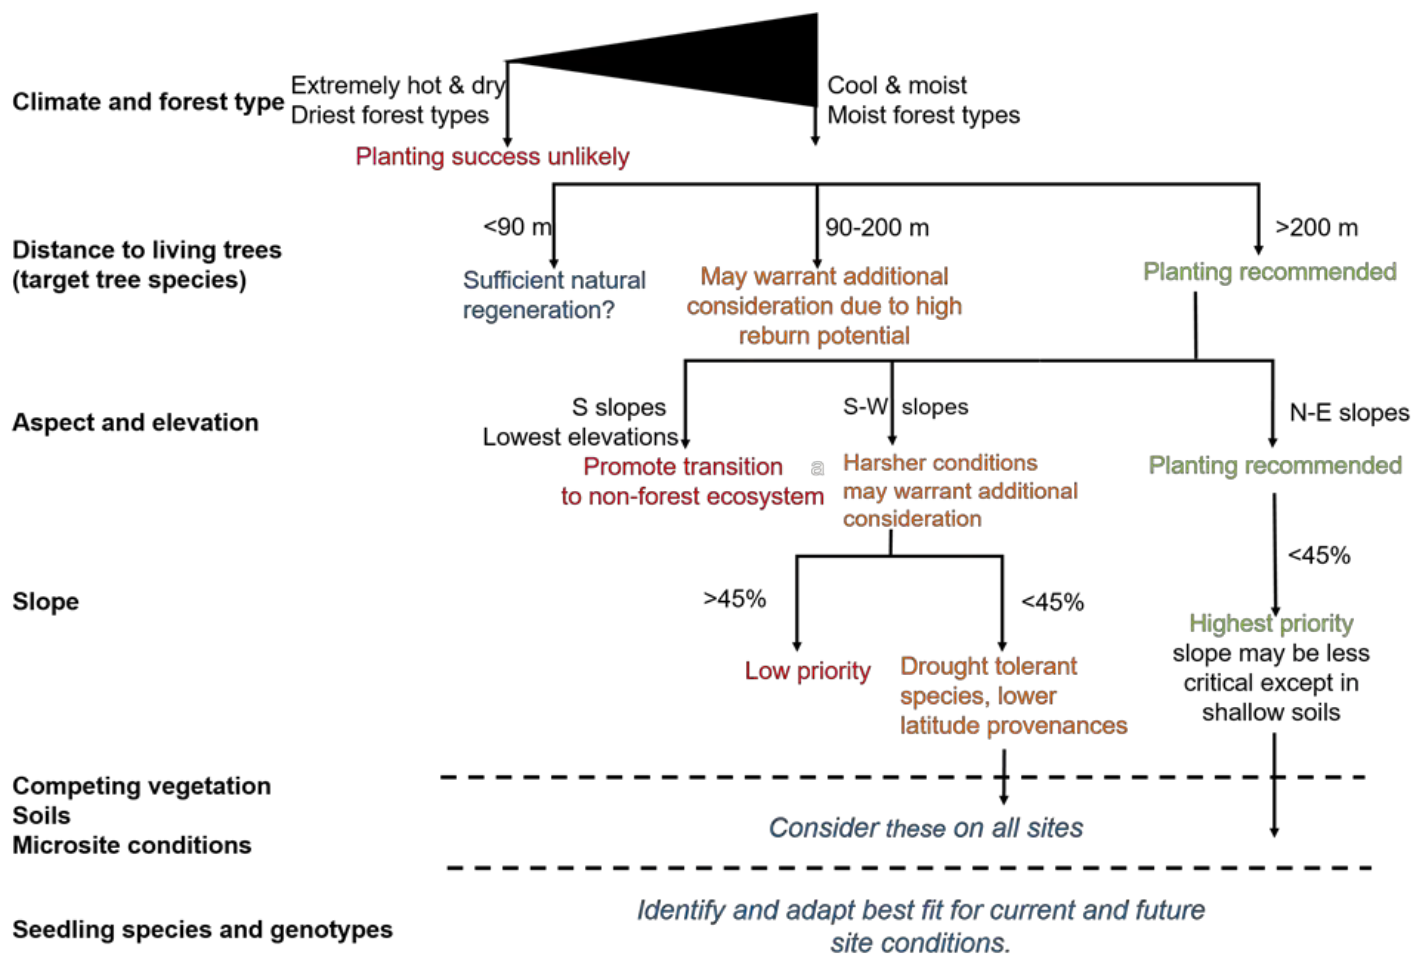 Climate and forest type
Extremely hot & dry
Driest forest types
Cool & moist
Moist forest types
Planting success unlikely
Distance to living trees
(target tree species)
<90 m
90-200 m
>200 m
Sufficient natural
regeneration?
May warrant additional
consideration due to high
reburn potential
Planting recommended
Aspect and elevation
S slopes
Lowest elevations
S-W slopes
N-E slopes
Promote transition
to non-forest ecosystem
a
Harsher conditions
may warrant additional
consideration
Planting recommended
Slope
>45%
<45%
<45%
Low priority
Drought tolerant
species, lower
latitude provenances
Highest priority
slope may be less
critical except in
shallow soils
Competing vegetation
Soils
Microsite conditions
Consider these on all sites
Seedling species and genotypes
Identify and adapt best fit for current and future
site conditions.